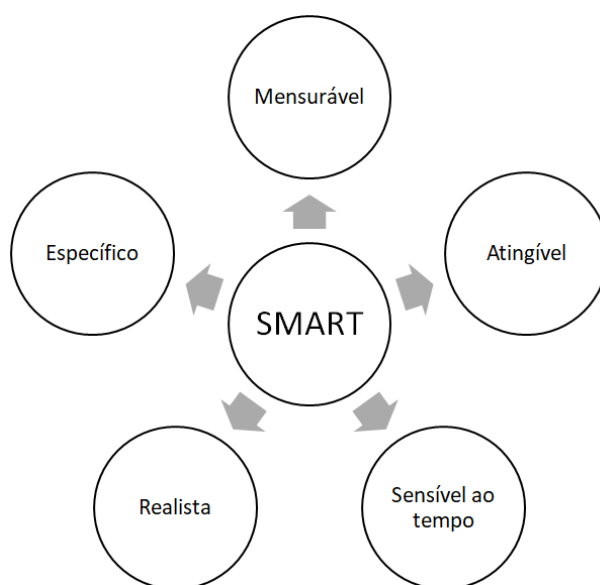 Mensurável
Específico
Atingível
SMART
Realista
Sensível ao
tempo